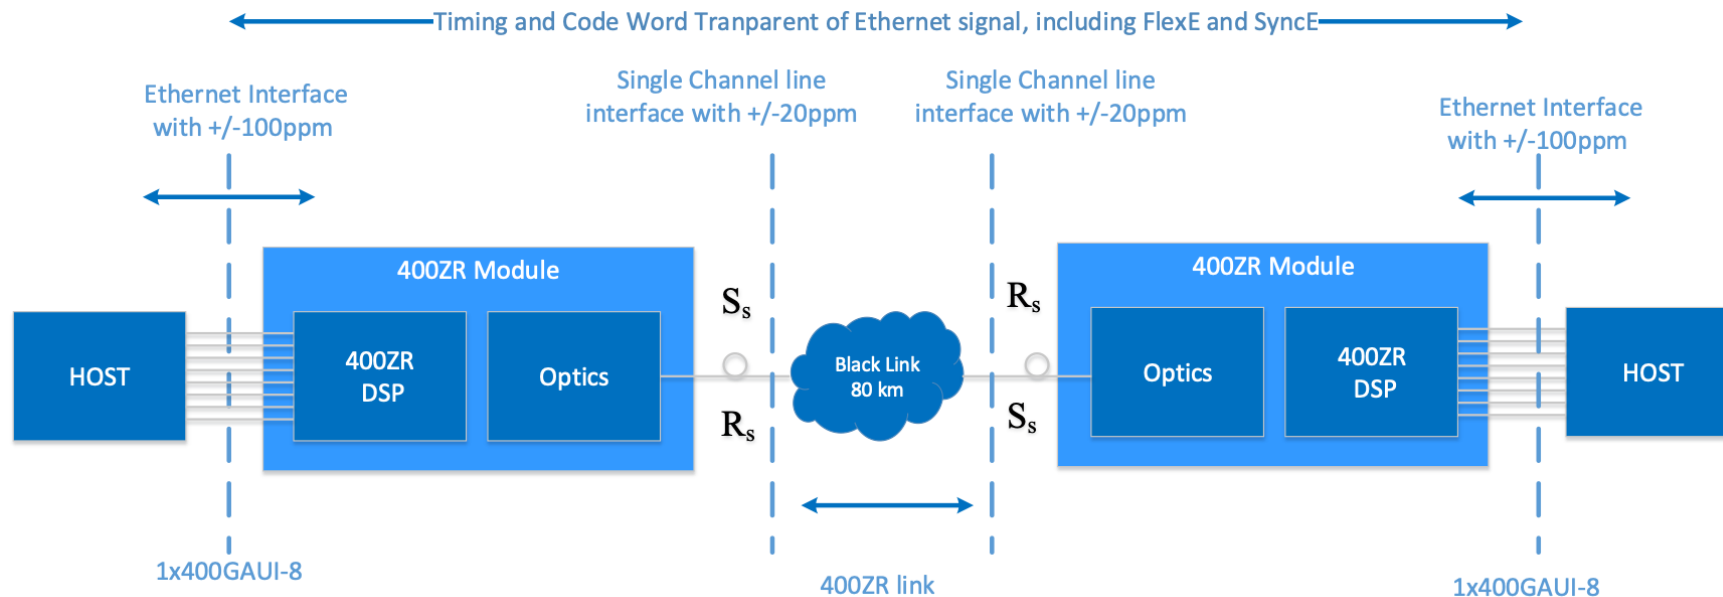 Timing and Code Word Tranparent of Ethernet signal, including FlexE and SyncE
Ethernet Interface
with +/-100ppm
Single Channel line
interface with +/-20ppm
Single Channel line
interface with +/-20ppm
Ethernet Interface
with +/-100ppm
400ZR Module
400ZR Module
HOST
400ZR
DSP
Optics
Ss
Rs
Black Link
80 km
Rs
Ss
Optics
400ZR
DSP
HOST
1x400GAUI-8
400ZR link
1x400GAUI-8